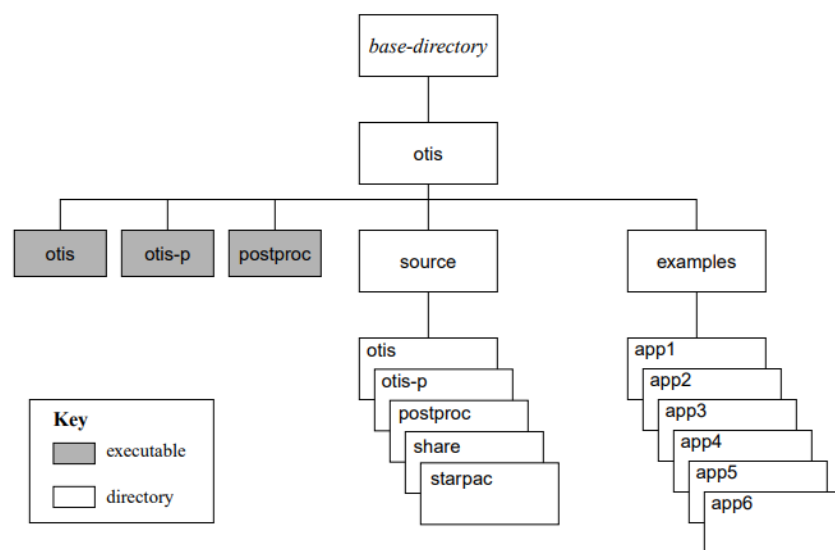 base-directory
otis
otis
otis-p
postproc
source
examples
otis
otis-p
postproc
share
starpac
app1
app2
app3
app4
app5
app6
Key
executable
directory